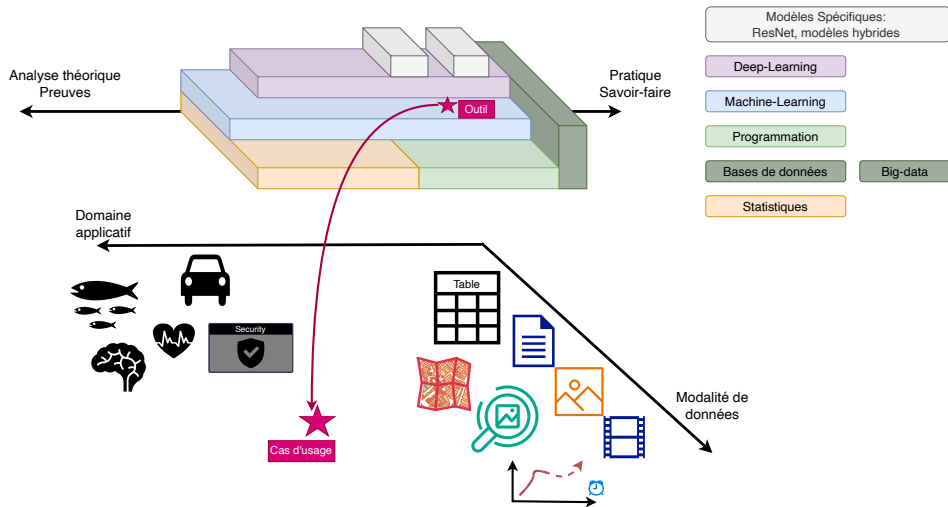 Modèles Spécifiques:
ResNet, modèles hybrides
Analyse théorique
Preuves
Pratique
Savoir-faire
Deep-Learning
Machine-Learning
Programmation
Bases de données
Big-data
Statistiques
Outil
Domaine
applicatif
Table
Security
Modalité de
données
Cas d'usage